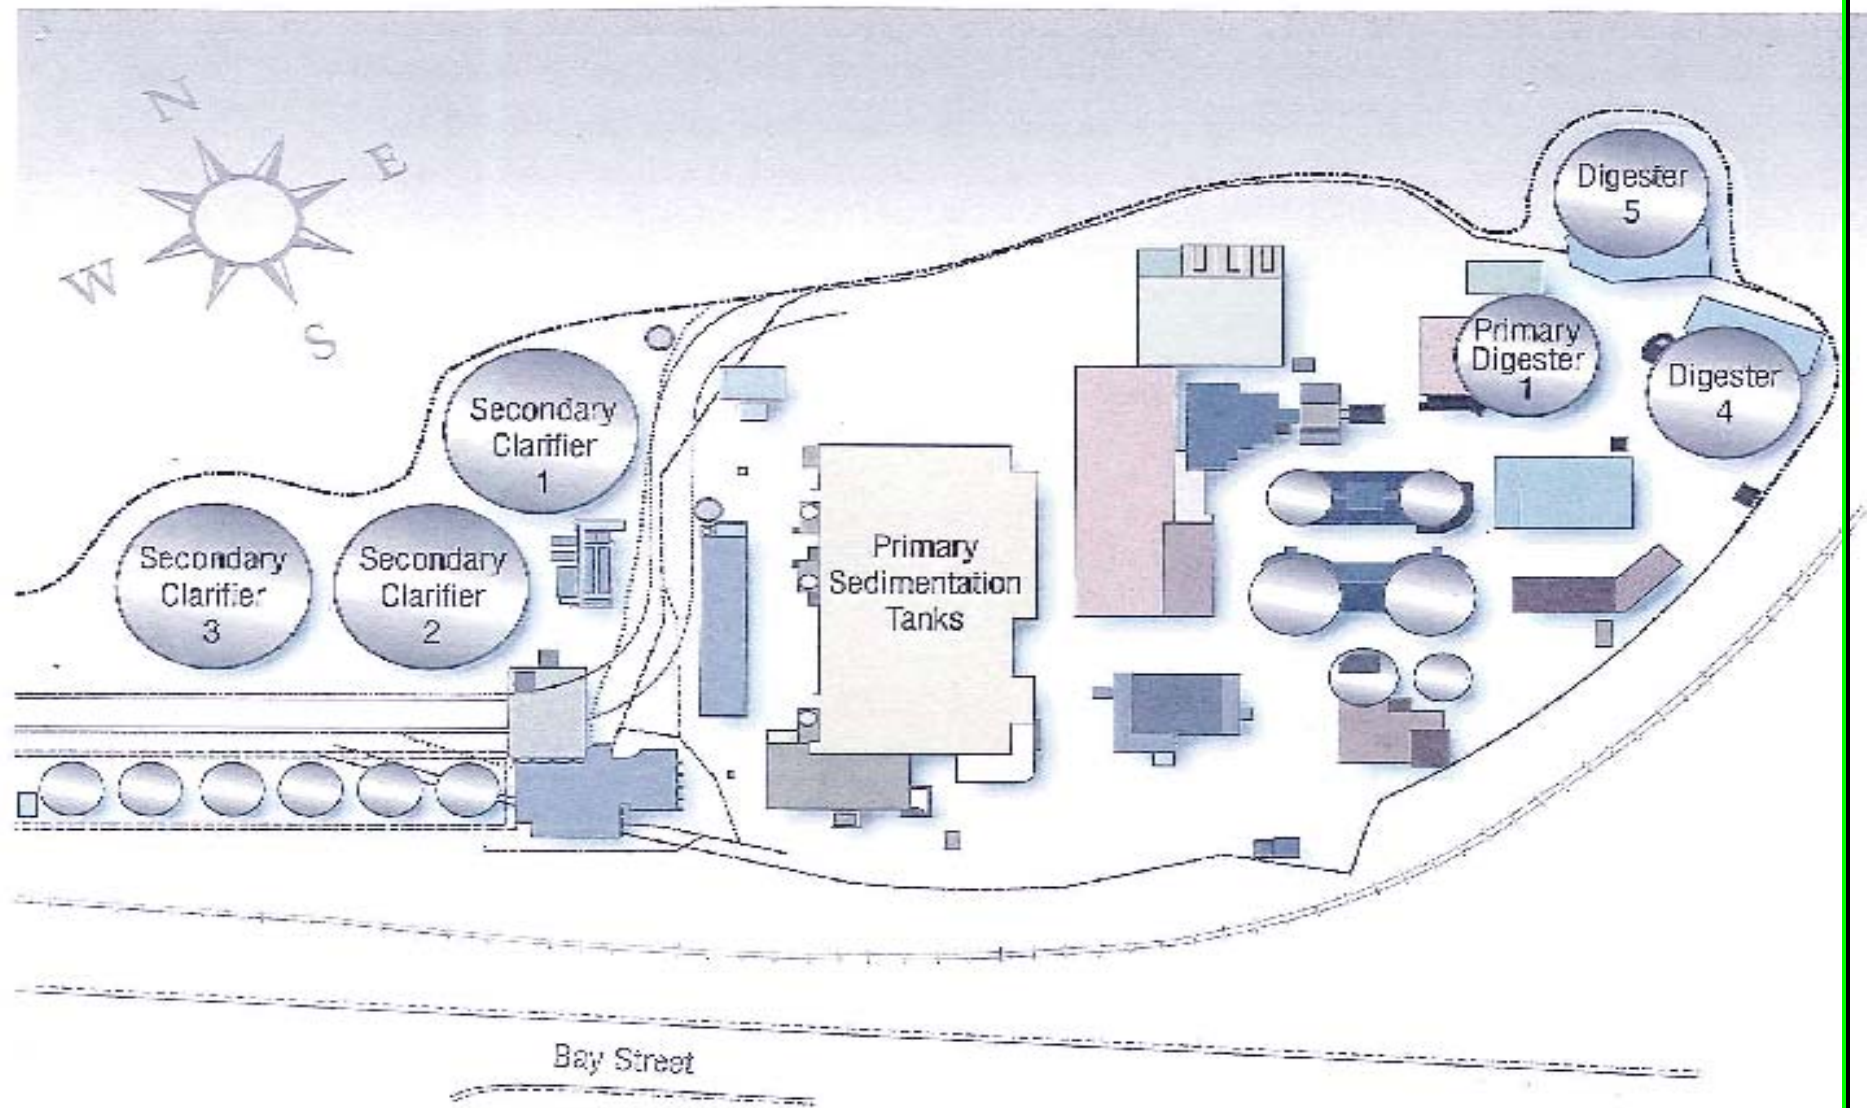 N
E
W
S
Digester
5
Primary
Digester
1
Digester
4
Secondary
Clarifier
1
Secondary
Clarifier
3
Secondary
Clarifier
2
Primary
Sedimentation
Tanks
Bay Street